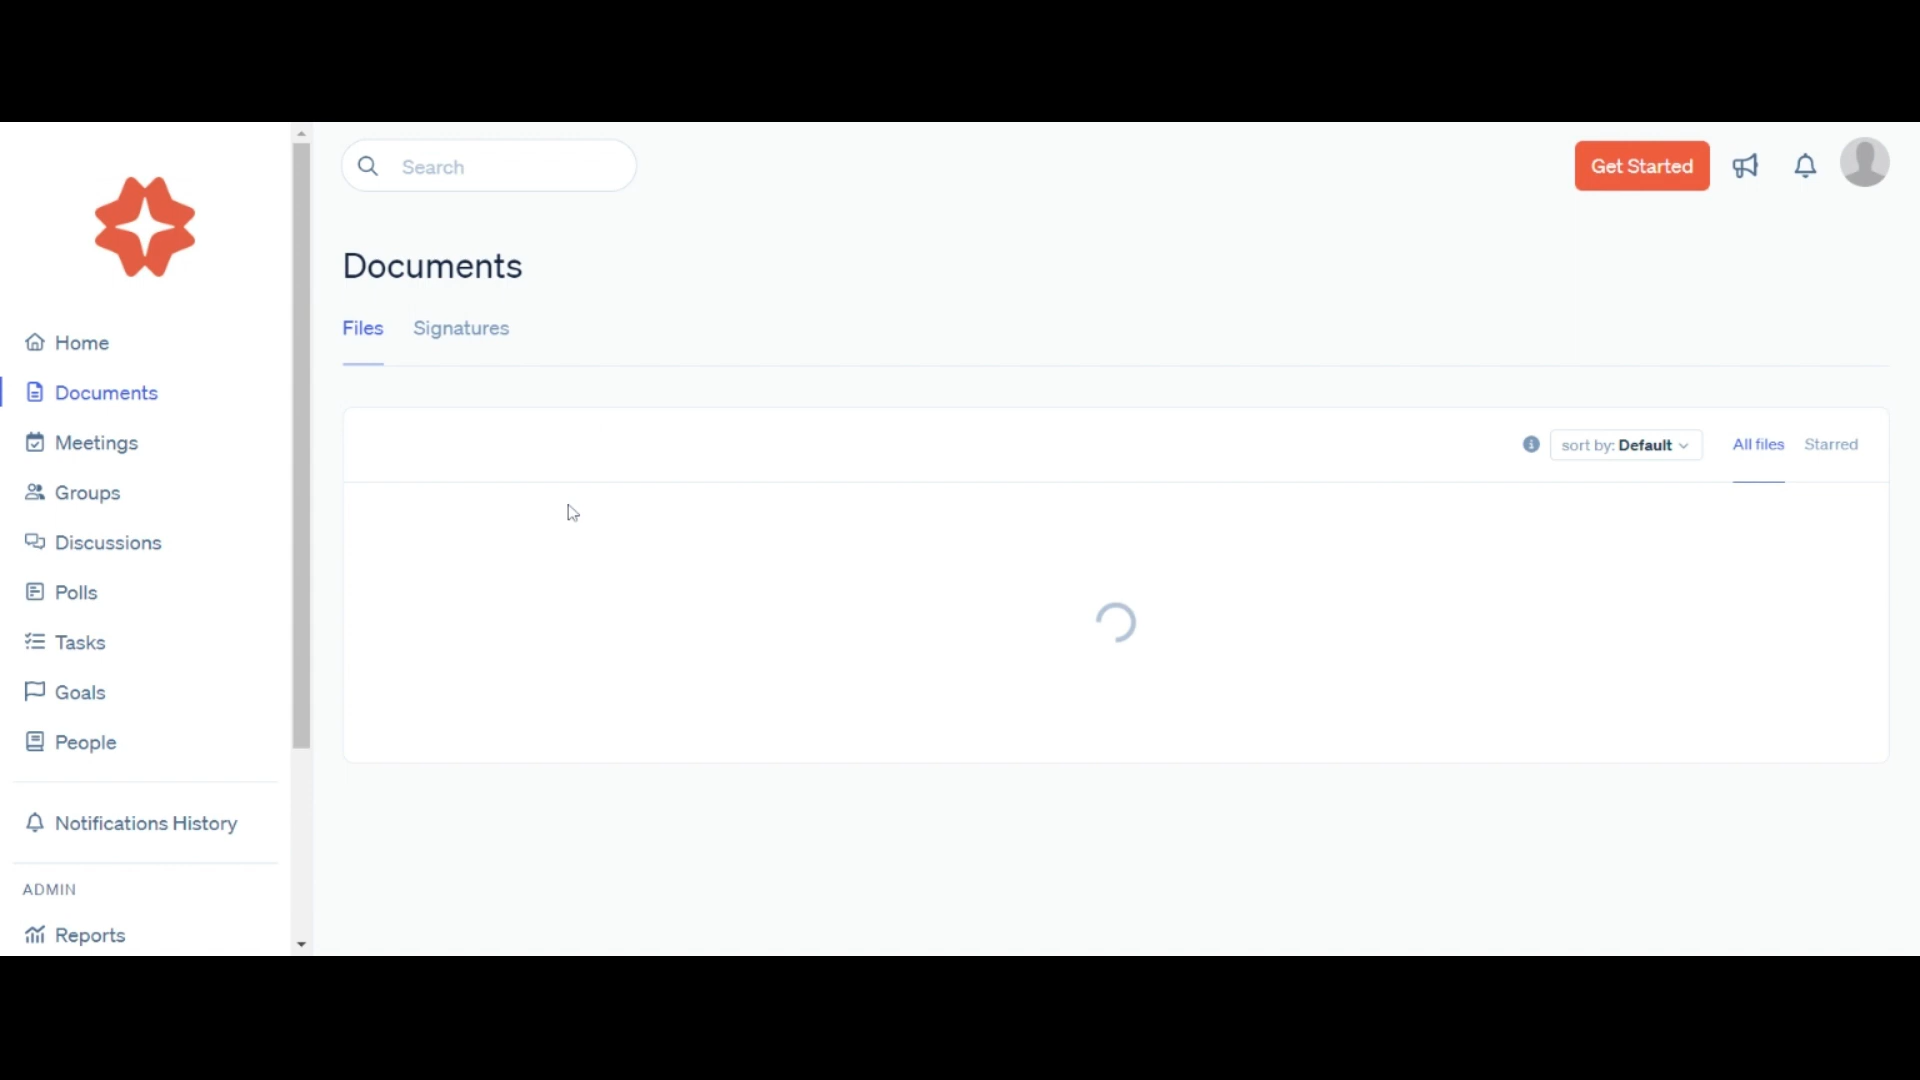 Search
Get Started
Documents
Files
Signatures
Home
Documents
Meetings
Groups
Discussions
Polls
Tasks
Goals
People
Notifications History
ADMIN
Reports
sort by: Default
All files
Starred